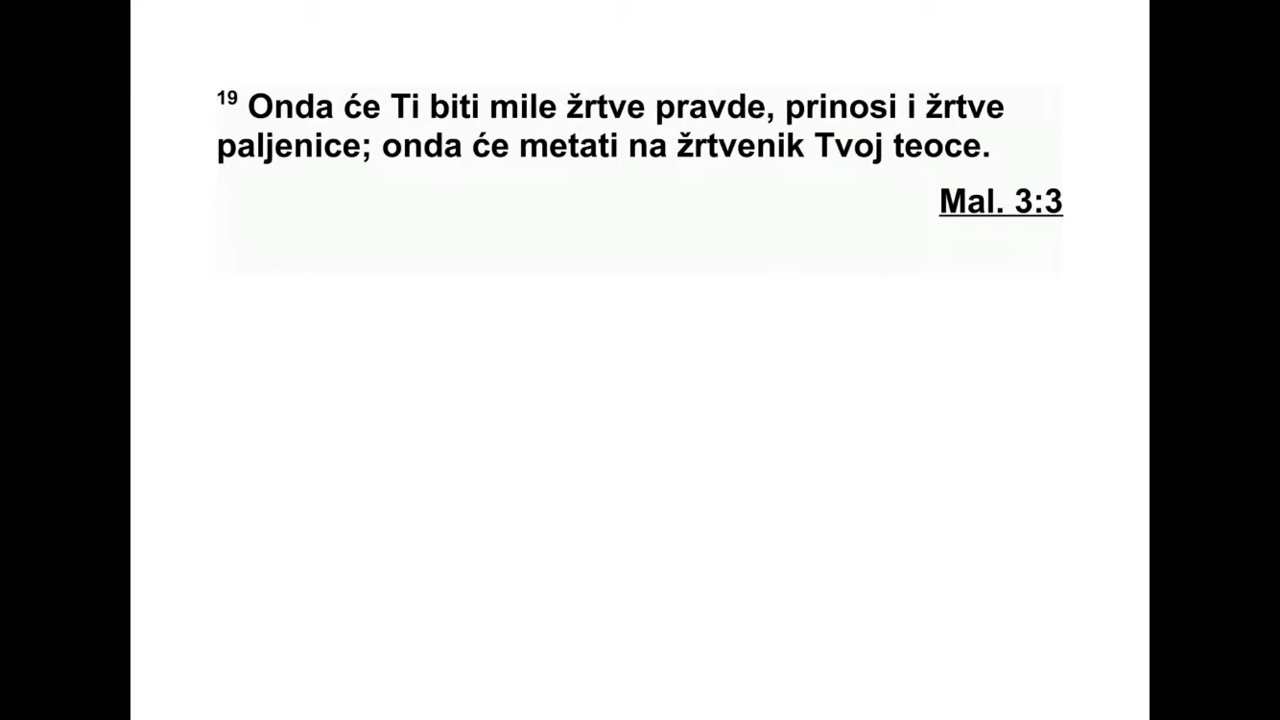 19 Onda će Ti biti mile žrtve pravde, prinosi i žrtve
paljenice; onda će metati na žrtvenik Tvoj teoce.
Mal. 3:3